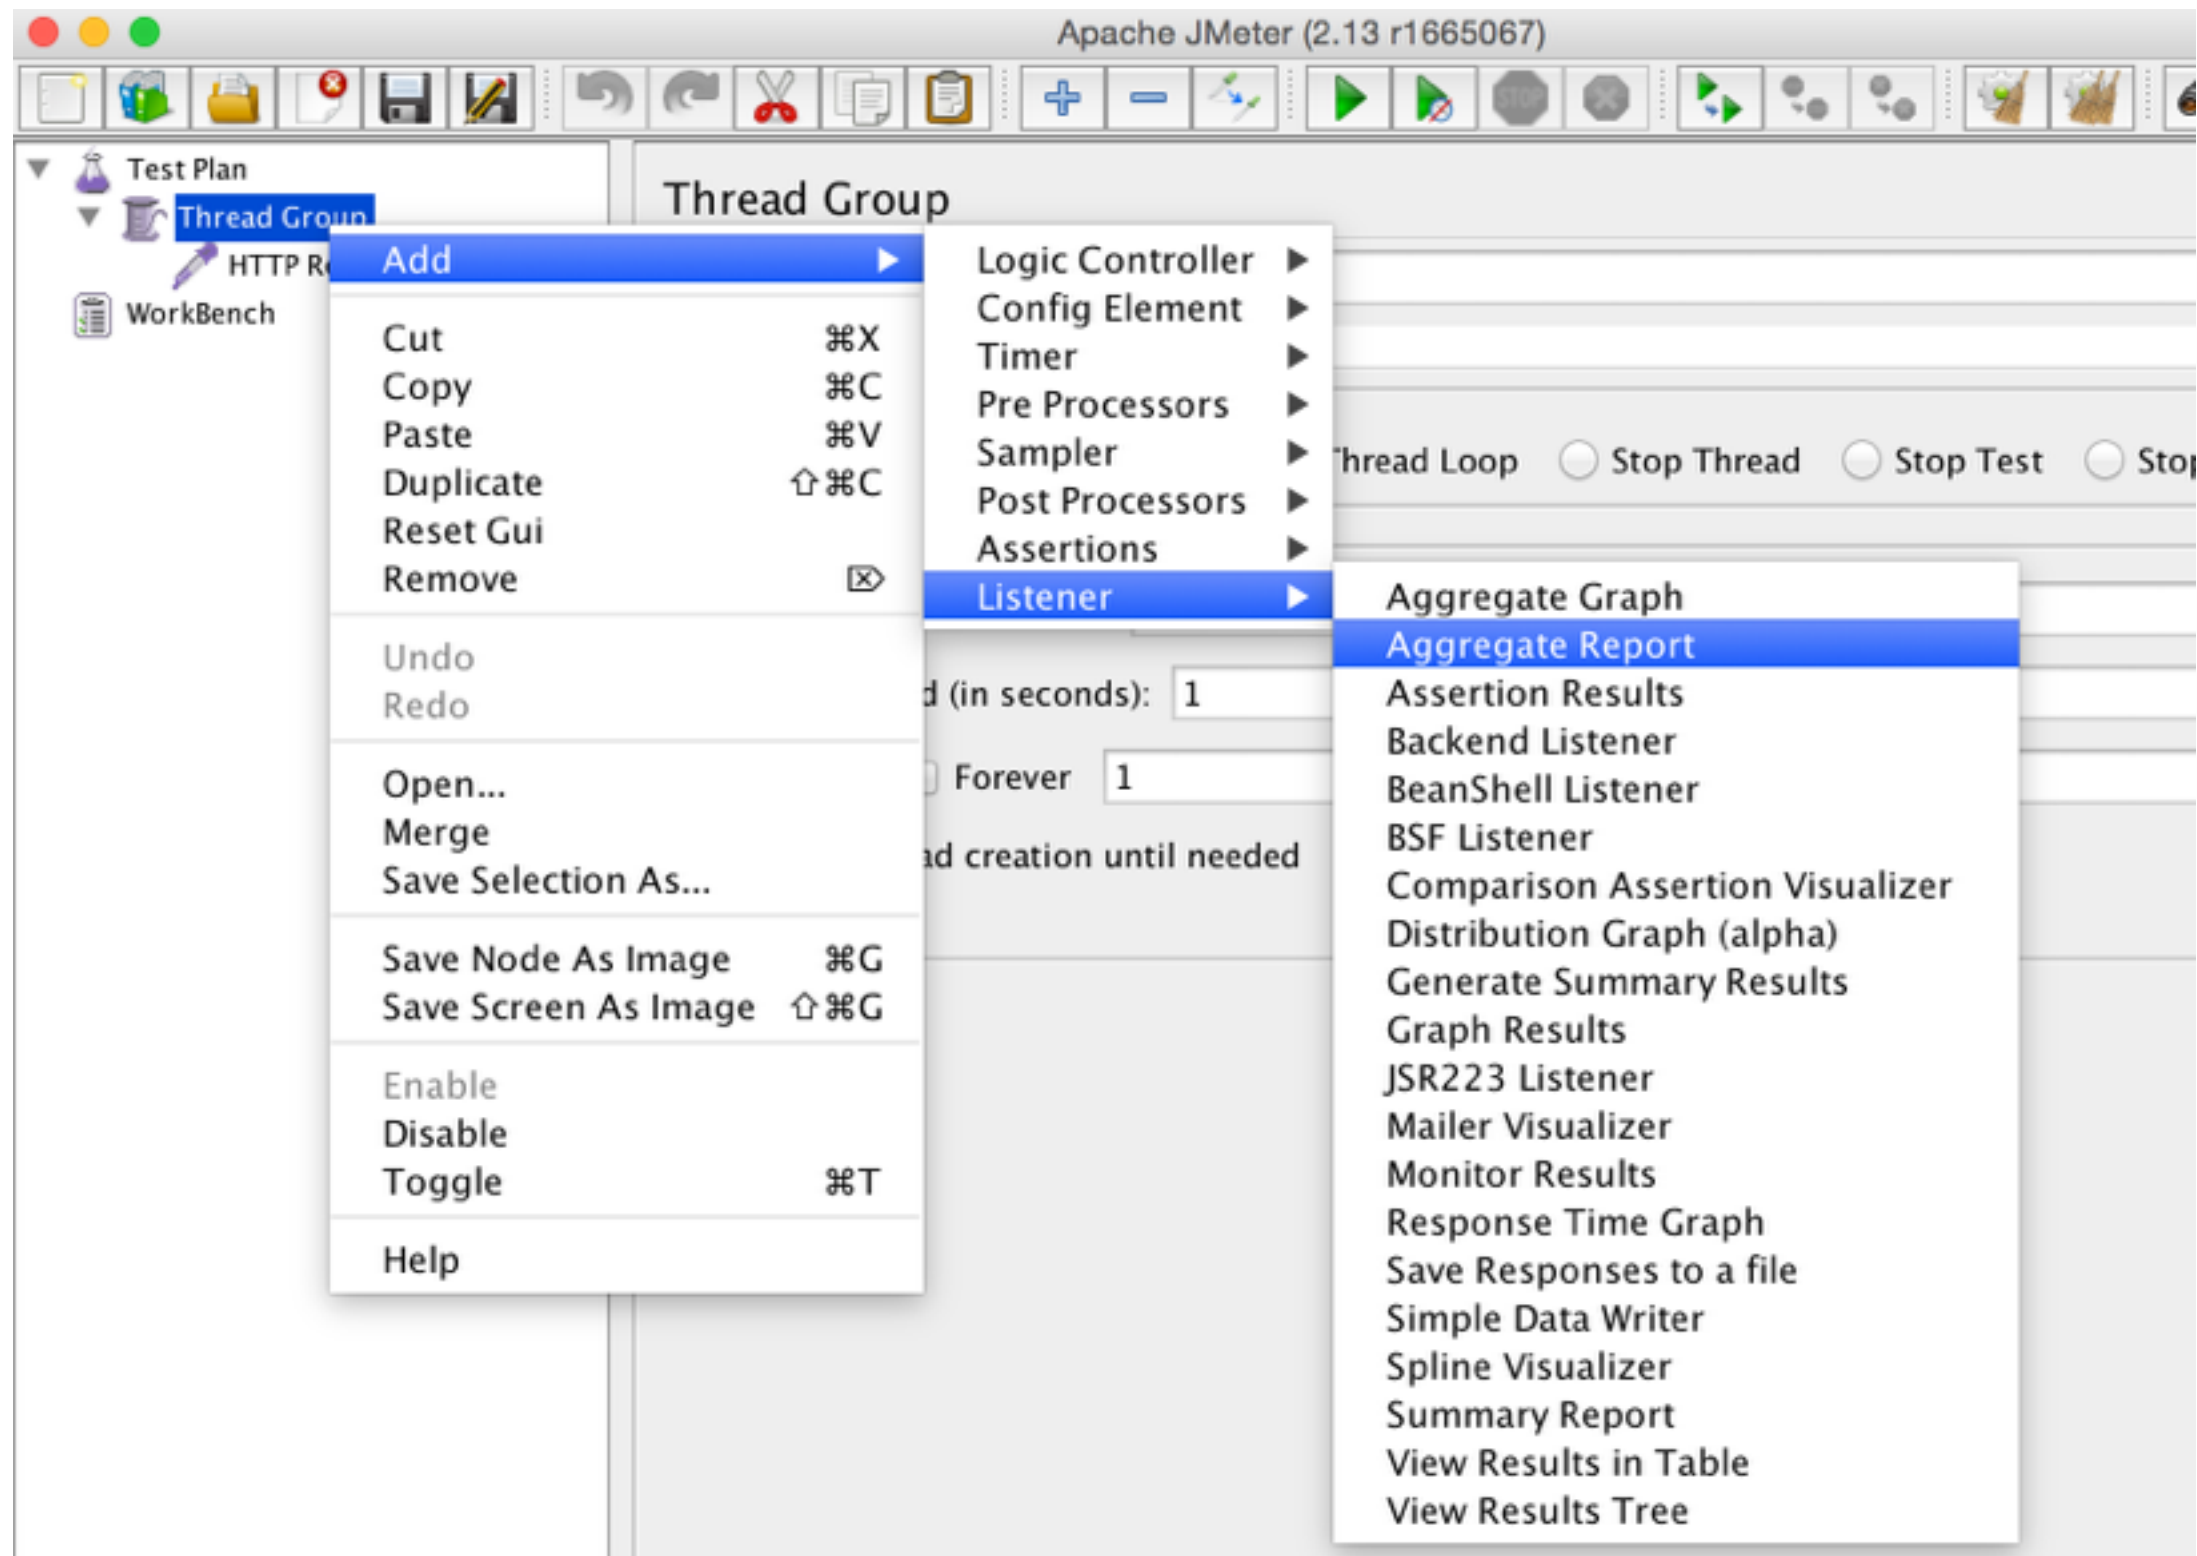 Apache JMeter (2.13 r1665067)
STOP
Test Plan
Thread Group
HTTP
WorkBench
Thread Group
Add
Cut ⌘X
Copy ⌘C
Paste ⌘V
Duplicate ⇧⌘C
Reset Gui
Remove ⌦
Undo
Redo
Open...
Merge
Save Selection As...
Save Node As Image ⌘G
Save Screen As Image ⇧⌘G
Enable
Disable
Toggle ⌘T
Help
Logic Controller
Config Element
Timer
Pre Processors
Sampler
Post Processors
Assertions
Listener
Loop Stop Thread Stop Test
(in seconds): 1
Forever 1
creation until needed
Aggregate Graph
Aggregate Report
Assertion Results
Backend Listener
BeanShell Listener
BSF Listener
Comparison Assertion Visualizer
Distribution Graph (alpha)
Generate Summary Results
Graph Results
JSR223 Listener
Mailer Visualizer
Monitor Results
Response Time Graph
Save Responses to a file
Simple Data Writer
Spline Visualizer
Summary Report
View Results in Table
View Results Tree